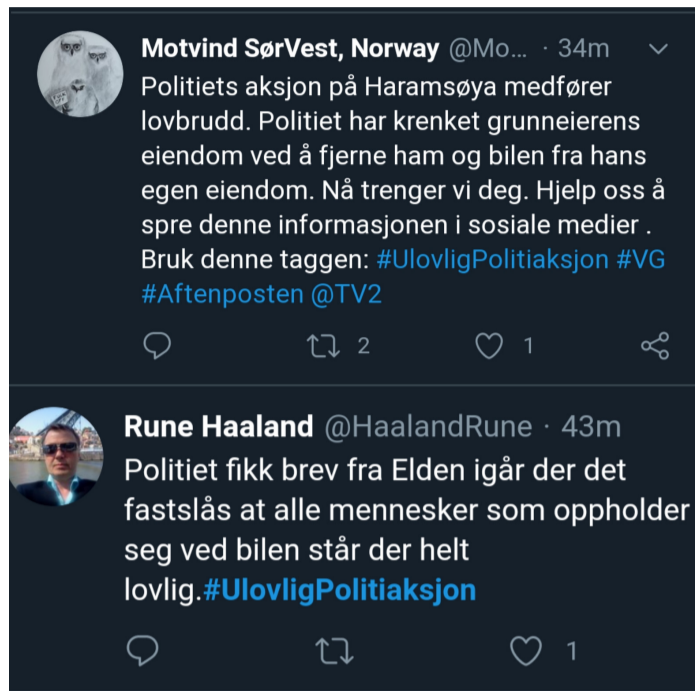 Motvind SørVest, Norway @Mo... · 34m
Politiets aksjon på Haramsøya medfører
lovbrudd. Politiet har krenket grunneierens
eiendom ved å fjerne ham og bilen fra hans
egen eiendom. Nå trenger vi deg. Hjelp oss å
spre denne informasjonen i sosiale medier .
Bruk denne taggen: #UlovligPolitiaksjon #VG
#Aftenposten @TV2
2 1
Rune Haaland @HaalandRune · 43m
Politiet fikk brev fra Elden igår der det
fastslås at alle mennesker som oppholder
seg ved bilen står der helt
lovlig.#UlovligPolitiaksjon
1